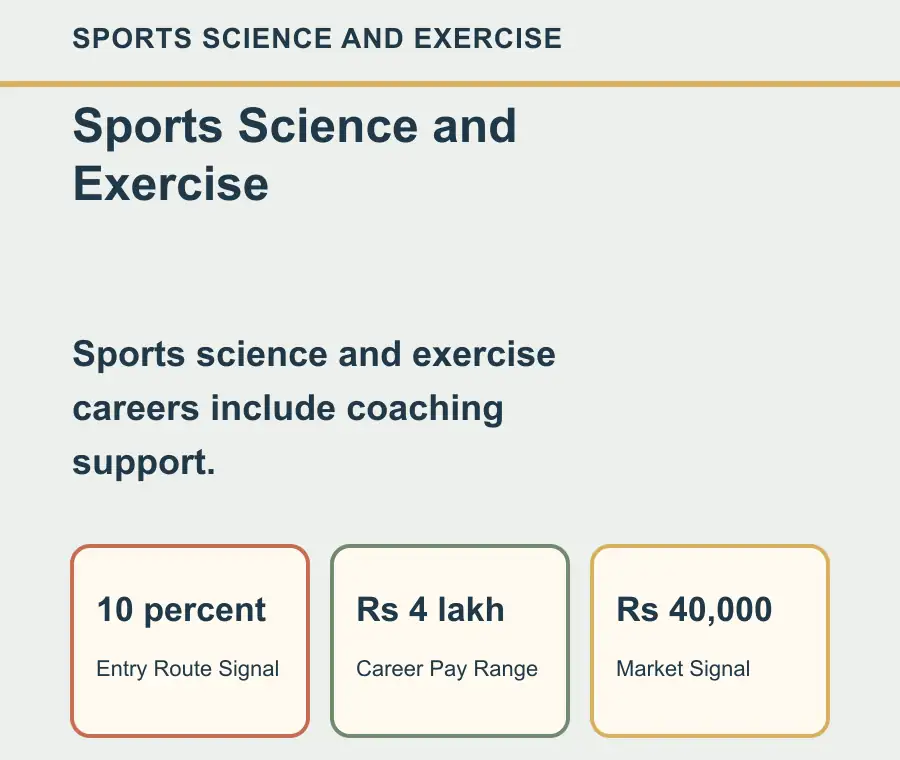 SPORTS SCIENCE AND EXERCISE
Sports Science and
Exercise
Sports science and exercise
careers include coaching
support.
10 percent
Entry Route Signal
Rs 4 lakh
Career Pay Range
Rs 40,000
Market Signal